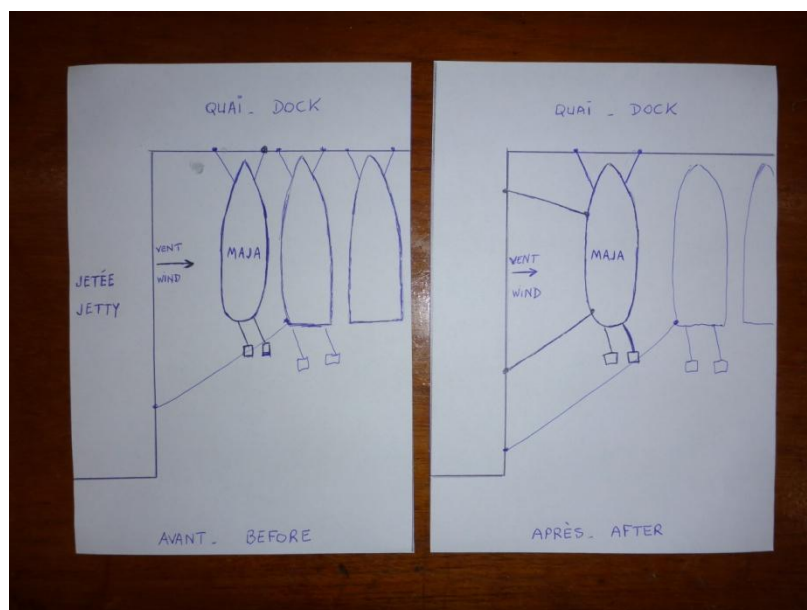 QUAI - DOCK
VENT
WIND
MAJA
JETÉE
JETTY
AVANT - BEFORE
QUAI - DOCK
VENT
WIND
MAJA
APRÈS - AFTER